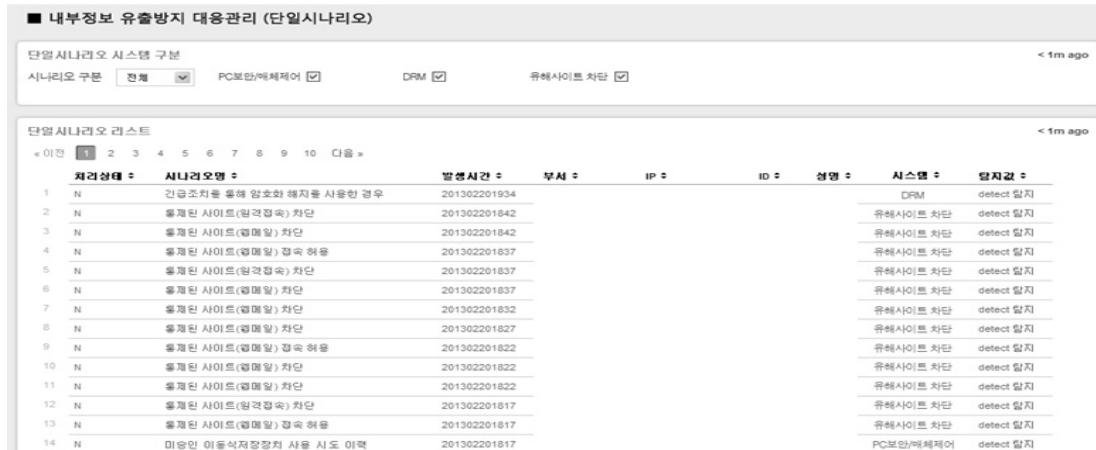 ■ 내부정보 유출방지 대응관리 (단일시나리오)
단일시나리오 시스템 구분 < 1m ago
시나리오 구분 전체 PC보안/매체제어 DRM 유해사이트 차단
단일시나리오 리스트 < 1m ago
« 이전 1 2 3 4 5 6 7 8 9 10 다음 »
처리상태 시나리오명 발생시간 부서 IP ID 성명 시스템 탐지값
1 N 긴급조치를 통해 암호화 해지를 사용한 경우 201302201934 DRM detect 탐지
2 N 통제된 사이트(원격접속) 차단 201302201842 유해사이트 차단 detect 탐지
3 N 통제된 사이트(웹메일) 차단 201302201842 유해사이트 차단 detect 탐지
4 N 통제된 사이트(웹메일) 접속 허용 201302201837 유해사이트 차단 detect 탐지
5 N 통제된 사이트(원격접속) 차단 201302201837 유해사이트 차단 detect 탐지
6 N 통제된 사이트(웹메일) 차단 201302201837 유해사이트 차단 detect 탐지
7 N 통제된 사이트(웹메일) 차단 201302201832 유해사이트 차단 detect 탐지
8 N 통제된 사이트(웹메일) 차단 201302201827 유해사이트 차단 detect 탐지
9 N 통제된 사이트(웹메일) 접속 허용 201302201822 유해사이트 차단 detect 탐지
10 N 통제된 사이트(웹메일) 차단 201302201822 유해사이트 차단 detect 탐지
11 N 통제된 사이트(웹메일) 차단 201302201822 유해사이트 차단 detect 탐지
12 N 통제된 사이트(원격접속) 차단 201302201817 유해사이트 차단 detect 탐지
13 N 통제된 사이트(웹메일) 접속 허용 201302201817 유해사이트 차단 detect 탐지
14 N 미승인 이동식저장장치 사용 시도 이력 201302201817 PC보안/매체제어 detect 탐지